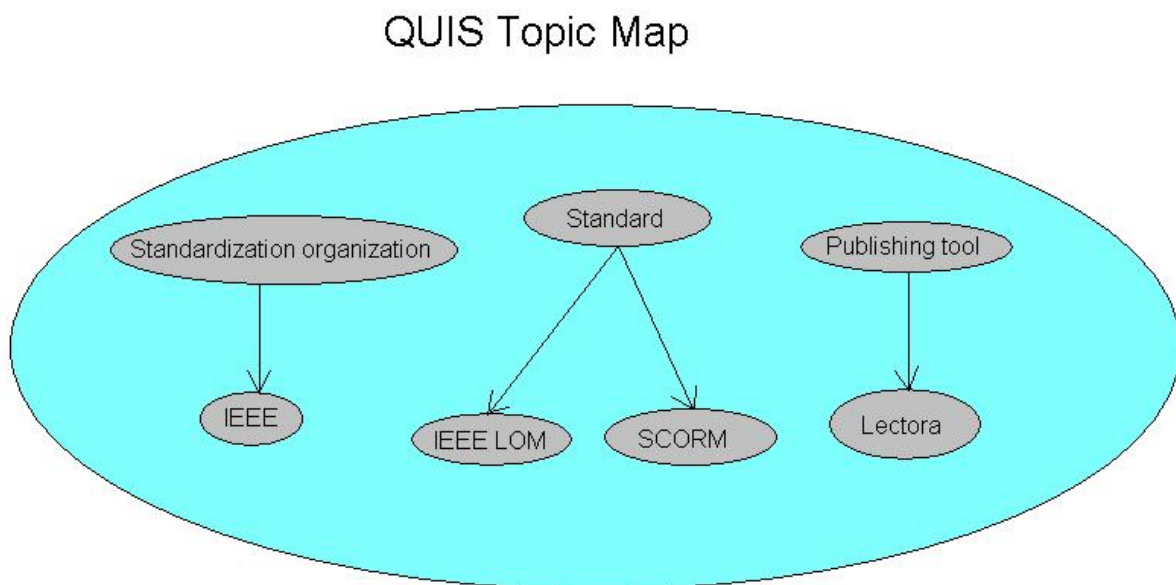 QUIS Topic Map
Standardization organization
Standard
Publishing tool
IEEE
IEEE LOM
SCORM
Lectora